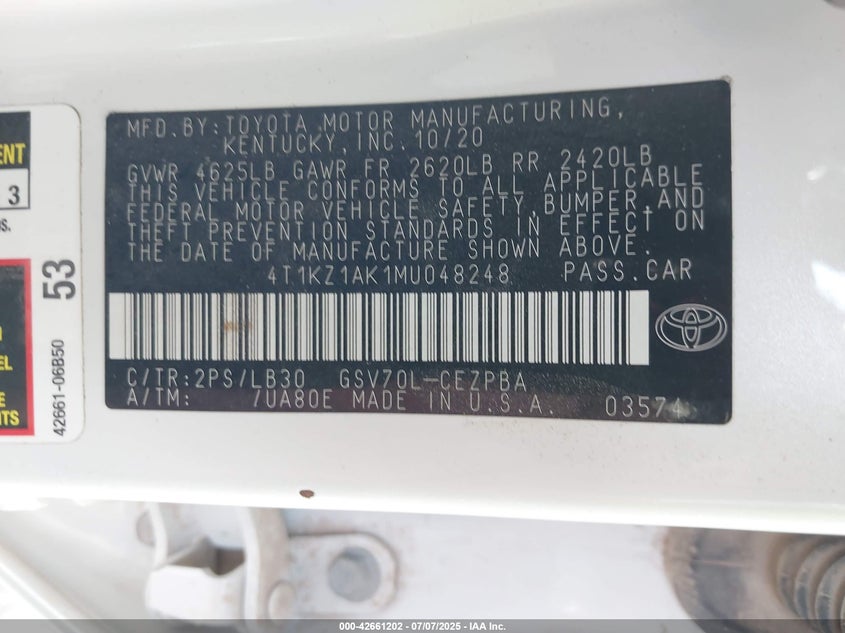 MFD.BY:TOYOTA MOTOR MANUFACTURING,
KENTUCKY, INC. 10/20
GVWR 4625LB GAWR FR 2620LB RR 2420LB
THIS VEHICLE CONFORMS TO ALL APPLICABLE
FEDERAL MOTOR VEHICLE SAFETY, BUMPER, AND
THEFT PREVENTION STANDARDS IN EFFECT ON
THE DATE OF MANUFACTURE SHOWN ABOVE.
4T1KZ1AK1MU048248 PASS.CAR
C/TR:2PS/LB30 GSV70L-CEZPBA
A/TM: /UA80E MADE IN U.S.A. 03574
3
53
42661-06B50
000-42661202 / 07/07/2025 - IAA Inc.